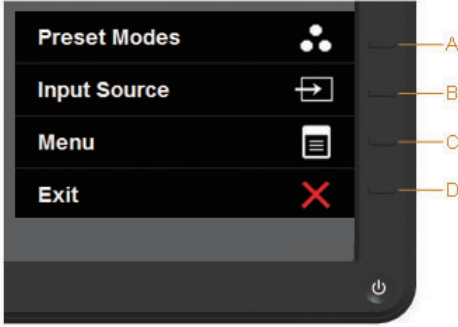 Preset Modes
A
Input Source
B
Menu
C
Exit
D